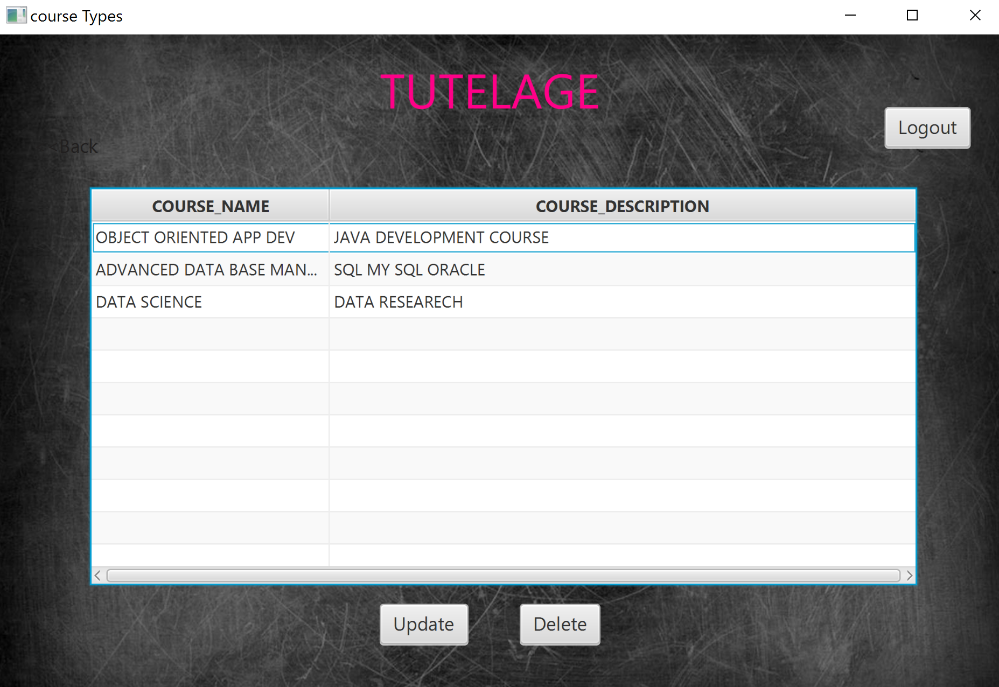 course Types
TUTELAGE
Logout
<Back
COURSE_NAME COURSE_DESCRIPTION
OBJECT ORIENTED APP DEV JAVA DEVELOPMENT COURSE
ADVANCED DATA BASE MAN... SQL MY SQL ORACLE
DATA SCIENCE DATA RESEARECH
Update Delete